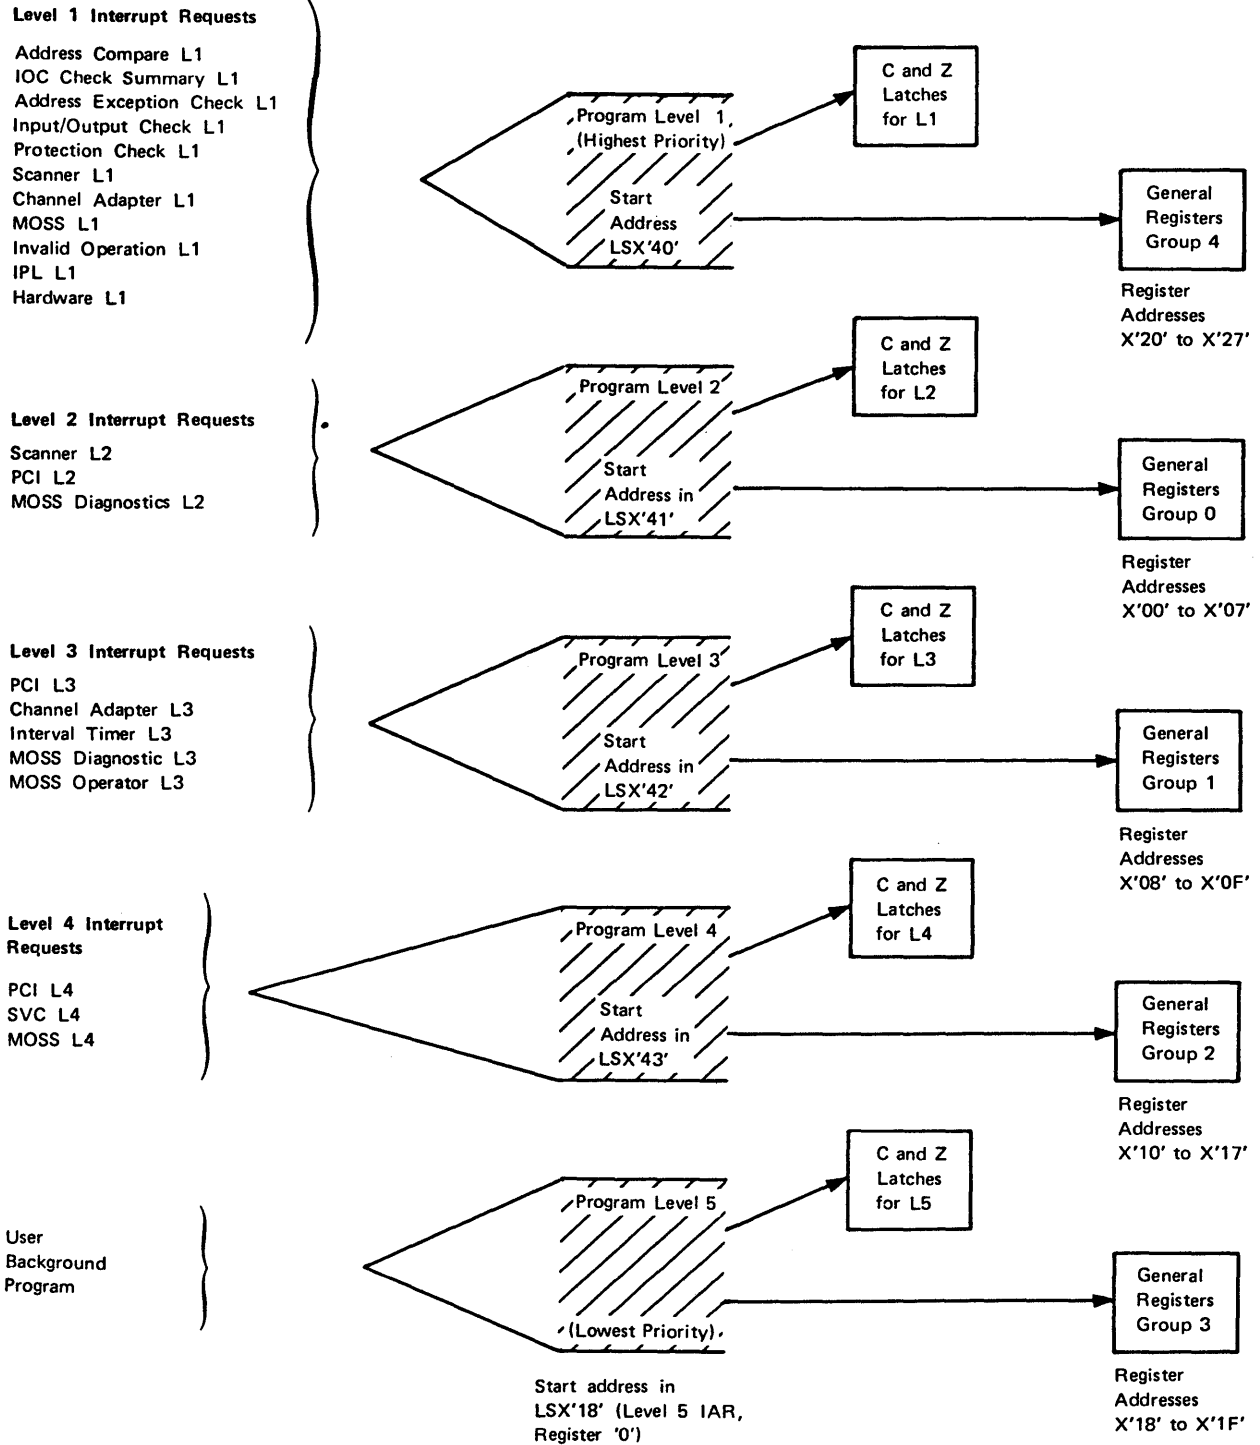 Level 1 Interrupt Requests
Address Compare L1
IOC Check Summary L1
Address Exception Check L1
Input/Output Check L1
Protection Check L1
Scanner L1
Channel Adapter L1
MOSS L1
Invalid Operation L1
IPL L1
Hardware L1
Program Level 1
(Highest Priority)
Start
Address
LSX'40'
C and Z
Latches
for L1
General
Registers
Group 4
Register
Addresses
X'20' to X'27'
Level 2 Interrupt Requests
Scanner L2
PCI L2
MOSS Diagnostics L2
Program Level 2
Start
Address in
LSX'41'
C and Z
Latches
for L2
General
Registers
Group 0
Register
Addresses
X'00' to X'07'
Level 3 Interrupt Requests
PCI L3
Channel Adapter L3
Interval Timer L3
MOSS Diagnostic L3
MOSS Operator L3
Program Level 3
Start
Address in
LSX'42'
C and Z
Latches
for L3
General
Registers
Group 1
Register
Addresses
X'08' to X'0F'
Level 4 Interrupt
Requests
PCI L4
SVC L4
MOSS L4
Program Level 4
Start
Address in
LSX'43'
C and Z
Latches
for L4
General
Registers
Group 2
Register
Addresses
X'10' to X'17'
User
Background
Program
Program Level 5
(Lowest Priority)
Start address in
LSX'18' (Level 5 IAR,
Register '0')
C and Z
Latches
for L5
General
Registers
Group 3
Register
Addresses
X'18' to X'1F'